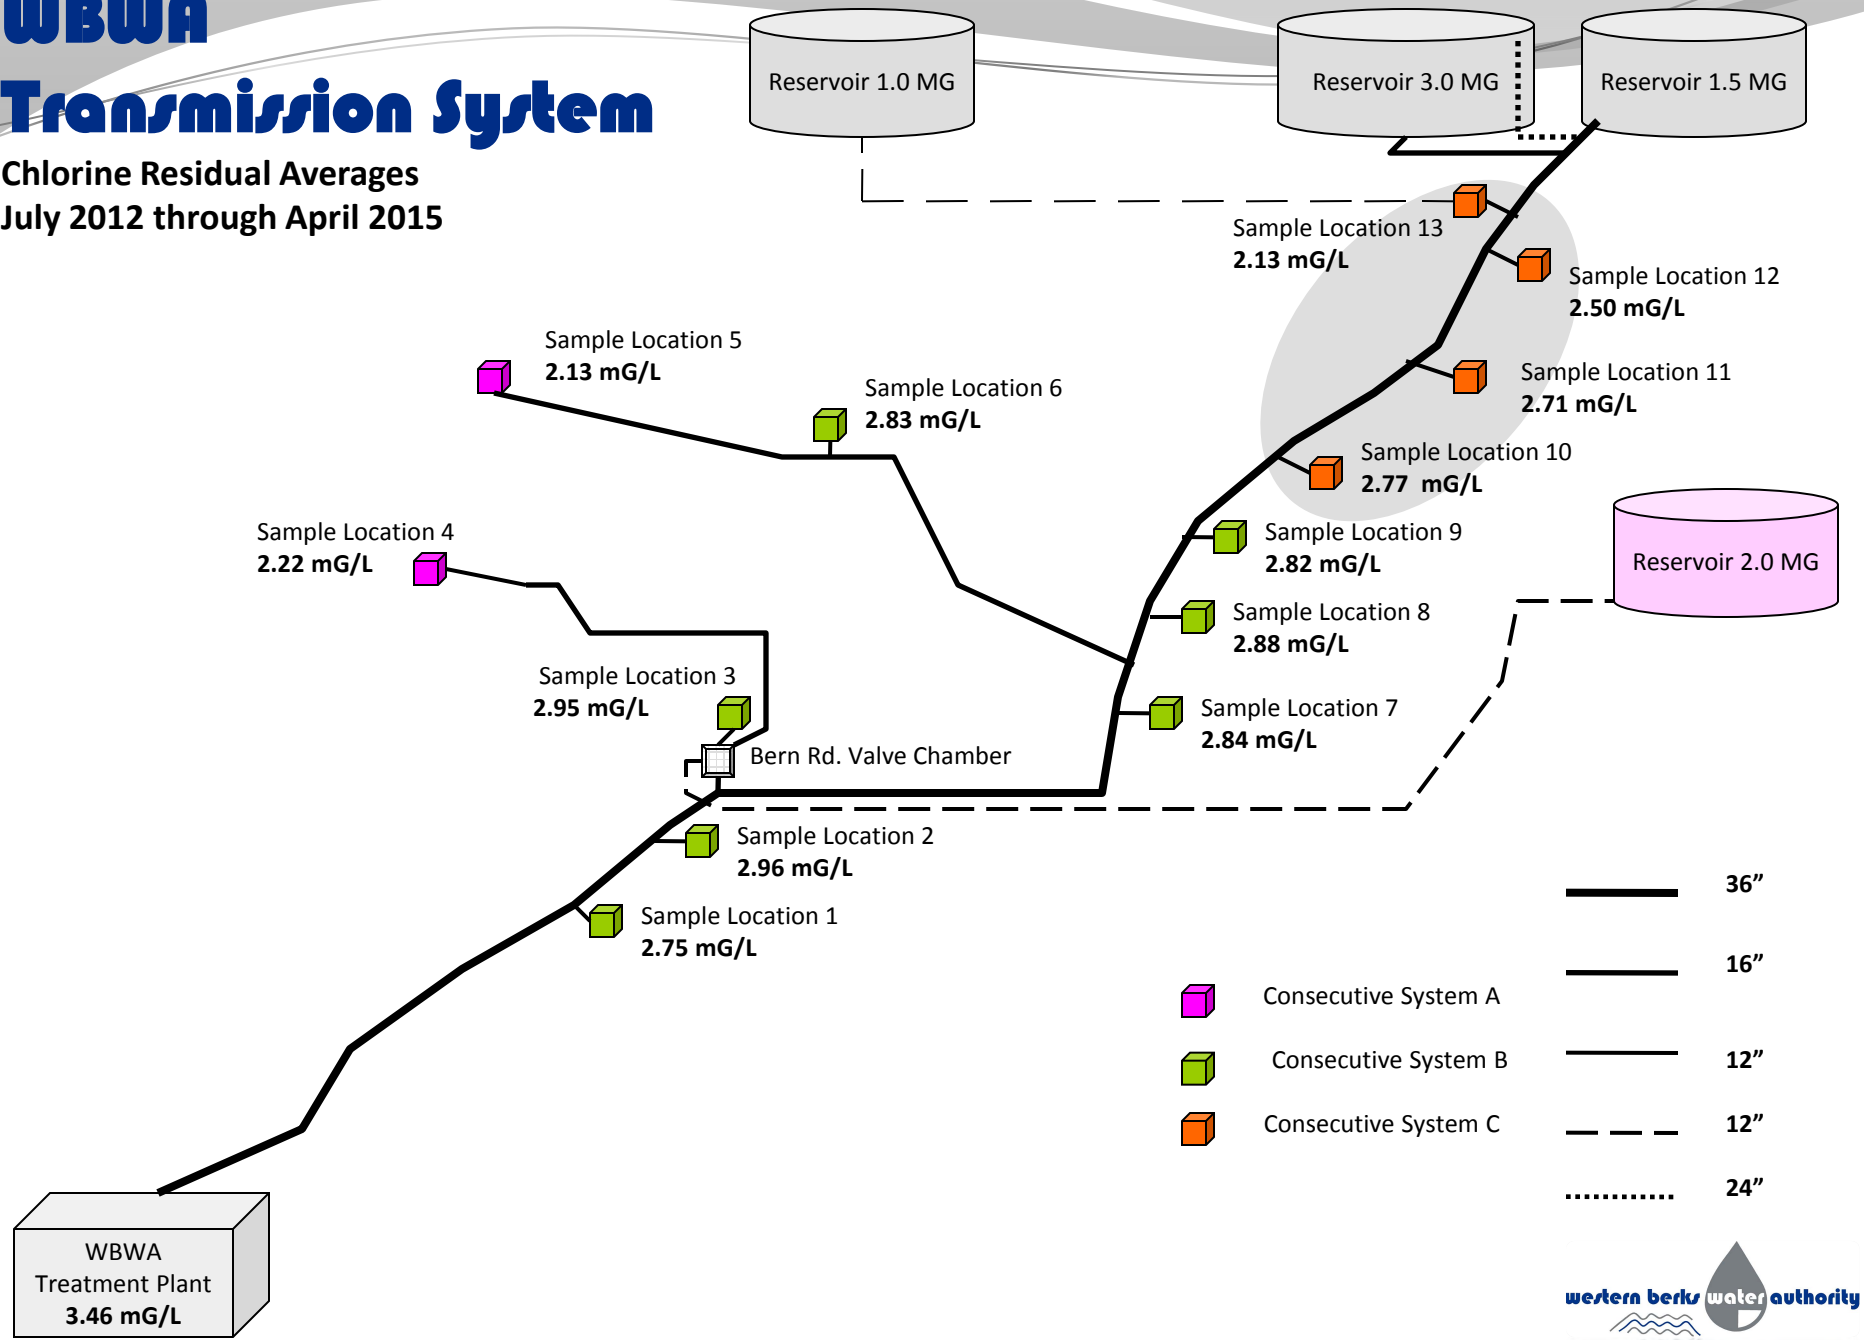 WBWA
Transmission System
Chlorine Residual Averages
July 2012 through April 2015
Reservoir 1.0 MG
Reservoir 3.0 MG
Reservoir 1.5 MG
Sample Location 13
2.13 mG/L
Sample Location 12
2.50 mG/L
Sample Location 5
2.13 mG/L
Sample Location 6
2.83 mG/L
Sample Location 11
2.71 mG/L
Sample Location 10
2.77 mG/L
Sample Location 4
2.22 mG/L
Sample Location 9
2.82 mG/L
Reservoir 2.0 MG
Sample Location 8
2.88 mG/L
Sample Location 3
2.95 mG/L
Sample Location 7
2.84 mG/L
Bern Rd. Valve Chamber
Sample Location 2
2.96 mG/L
Sample Location 1
2.75 mG/L
36”
16”
Consecutive System A
Consecutive System B
12”
Consecutive System C
12”
24”
WBWA
Treatment Plant
3.46 mG/L
western berks water authority